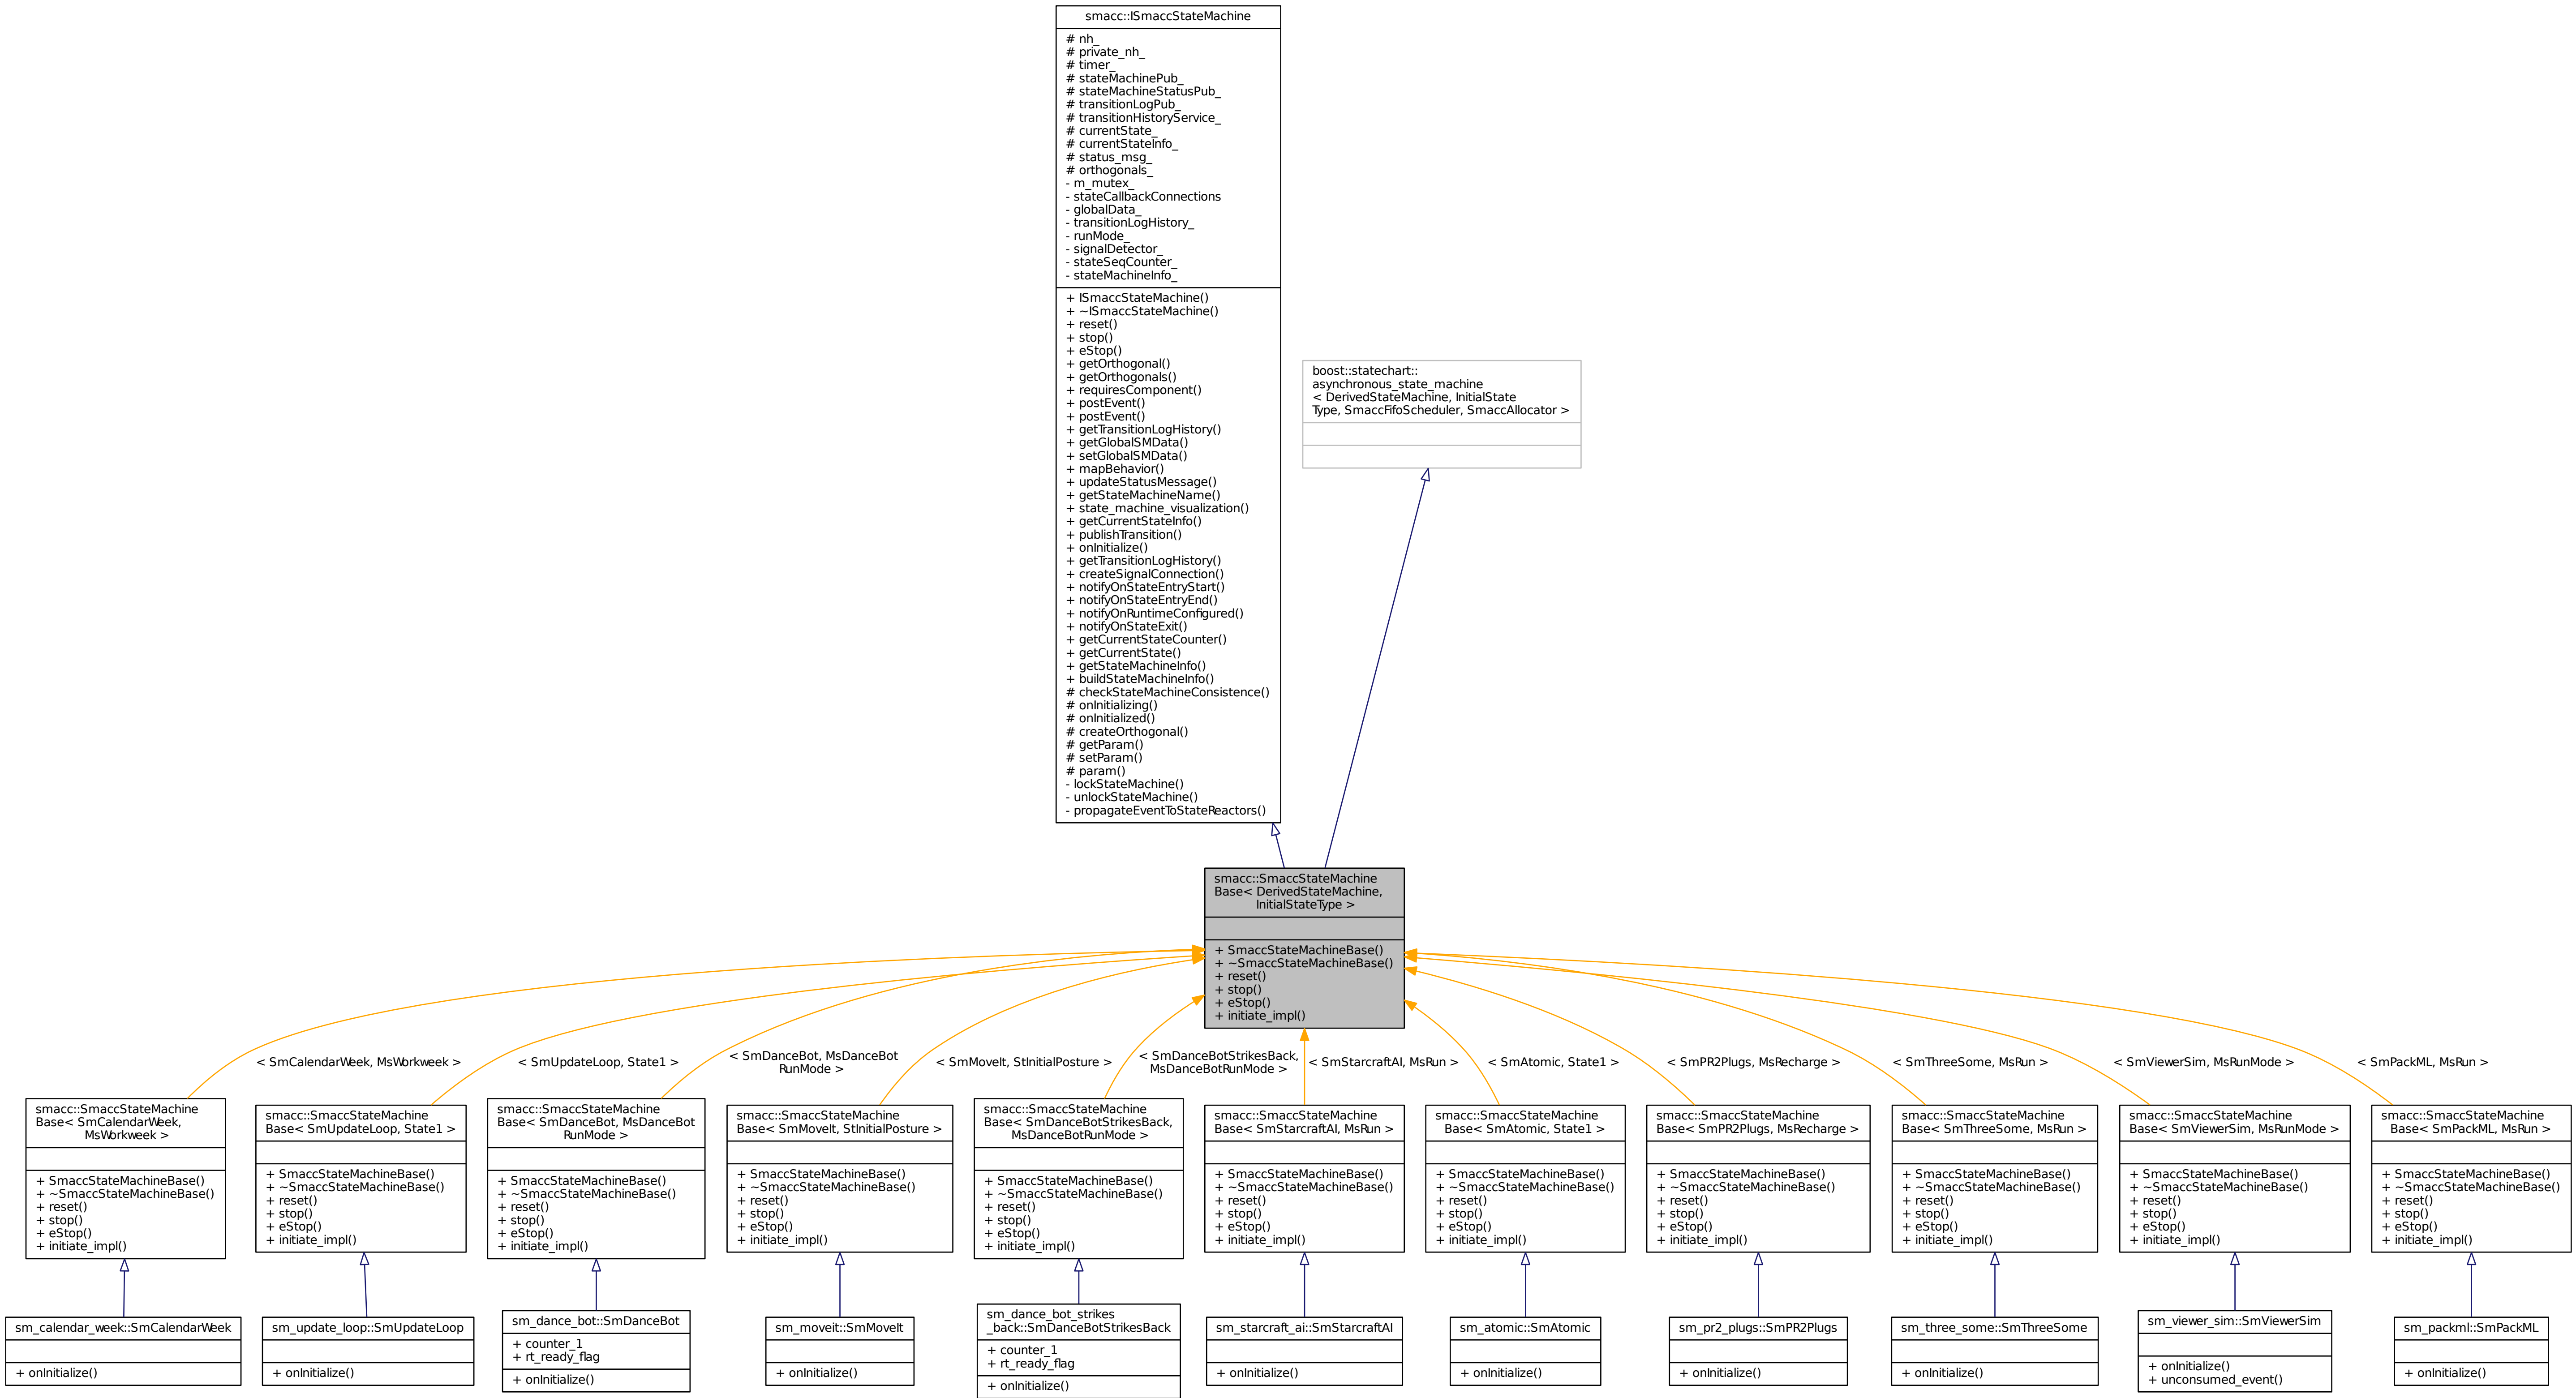 smacc::ISmaccStateMachine
# nh_
# private_nh_
# timer_
# stateMachinePub_
# stateMachineStatusPub_
# transitionLogPub_
# transitionHistoryService_
# currentState_
# currentStateInfo_
# status_msg_
# orthogonals_
- m_mutex_
- stateCallbackConnections
- globalData_
- transitionLogHistory_
- runMode_
- signalDetector_
- stateSeqCounter_
- stateMachineInfo_
+ ISmaccStateMachine()
+ ~ISmaccStateMachine()
+ reset()
+ stop()
+ eStop()
+ getOrthogonal()
+ getOrthogonals()
+ requiresComponent()
+ postEvent()
+ postEvent()
+ getTransitionLogHistory()
+ getGlobalSMData()
+ setGlobalSMData()
+ mapBehavior()
+ updateStatusMessage()
+ getStateMachineName()
+ state_machine_visualization()
+ getCurrentStateInfo()
+ publishTransition()
+ onInitialize()
+ getTransitionLogHistory()
+ createSignalConnection()
+ notifyOnStateEntryStart()
+ notifyOnStateEntryEnd()
+ notifyOnRuntimeConfigured()
+ notifyOnStateExit()
+ getCurrentStateCounter()
+ getCurrentState()
+ getStateMachineInfo()
+ buildStateMachineInfo()
# checkStateMachineConsistence()
# onInitializing()
# onInitialized()
# createOrthogonal()
# getParam()
# setParam()
# param()
- lockStateMachine()
- unlockStateMachine()
- propagateEventToStateReactors()
boost::statechart::
asynchronous_state_machine
< DerivedStateMachine, InitialState
Type, SmaccFifoScheduler, SmaccAllocator >
smacc::SmaccStateMachine
Base< DerivedStateMachine,
InitialStateType >
+ SmaccStateMachineBase()
+ ~SmaccStateMachineBase()
+ reset()
+ stop()
+ eStop()
+ initiate_impl()
< SmCalendarWeek, MsWorkweek >
< SmUpdateLoop, State1 >
< SmDanceBot, MsDanceBot
RunMode >
< SmMoveIt, StInitialPosture >
< SmDanceBotStrikesBack,
MsDanceBotRunMode >
< SmStarcraftAI, MsRun >
< SmAtomic, State1 >
< SmPR2Plugs, MsRecharge >
< SmThreeSome, MsRun >
< SmViewerSim, MsRunMode >
< SmPackML, MsRun >
smacc::SmaccStateMachine
Base< SmCalendarWeek,
MsWorkweek >
+ SmaccStateMachineBase()
+ ~SmaccStateMachineBase()
+ reset()
+ stop()
+ eStop()
+ initiate_impl()
smacc::SmaccStateMachine
Base< SmUpdateLoop, State1 >
+ SmaccStateMachineBase()
+ ~SmaccStateMachineBase()
+ reset()
+ stop()
+ eStop()
+ initiate_impl()
smacc::SmaccStateMachine
Base< SmDanceBot, MsDanceBot
RunMode >
+ SmaccStateMachineBase()
+ ~SmaccStateMachineBase()
+ reset()
+ stop()
+ eStop()
+ initiate_impl()
smacc::SmaccStateMachine
Base< SmMoveIt, StInitialPosture >
+ SmaccStateMachineBase()
+ ~SmaccStateMachineBase()
+ reset()
+ stop()
+ eStop()
+ initiate_impl()
smacc::SmaccStateMachine
Base< SmDanceBotStrikesBack,
MsDanceBotRunMode >
+ SmaccStateMachineBase()
+ ~SmaccStateMachineBase()
+ reset()
+ stop()
+ eStop()
+ initiate_impl()
smacc::SmaccStateMachine
Base< SmStarcraftAI, MsRun >
+ SmaccStateMachineBase()
+ ~SmaccStateMachineBase()
+ reset()
+ stop()
+ eStop()
+ initiate_impl()
smacc::SmaccStateMachine
Base< SmAtomic, State1 >
+ SmaccStateMachineBase()
+ ~SmaccStateMachineBase()
+ reset()
+ stop()
+ eStop()
+ initiate_impl()
smacc::SmaccStateMachine
Base< SmPR2Plugs, MsRecharge >
+ SmaccStateMachineBase()
+ ~SmaccStateMachineBase()
+ reset()
+ stop()
+ eStop()
+ initiate_impl()
smacc::SmaccStateMachine
Base< SmThreeSome, MsRun >
+ SmaccStateMachineBase()
+ ~SmaccStateMachineBase()
+ reset()
+ stop()
+ eStop()
+ initiate_impl()
smacc::SmaccStateMachine
Base< SmViewerSim, MsRunMode >
+ SmaccStateMachineBase()
+ ~SmaccStateMachineBase()
+ reset()
+ stop()
+ eStop()
+ initiate_impl()
smacc::SmaccStateMachine
Base< SmPackML, MsRun >
+ SmaccStateMachineBase()
+ ~SmaccStateMachineBase()
+ reset()
+ stop()
+ eStop()
+ initiate_impl()
sm_calendar_week::SmCalendarWeek
+ onInitialize()
sm_update_loop::SmUpdateLoop
+ onInitialize()
sm_dance_bot::SmDanceBot
+ counter_1
+ rt_ready_flag
+ onInitialize()
sm_moveit::SmMoveIt
+ onInitialize()
sm_dance_bot_strikes
_back::SmDanceBotStrikesBack
+ counter_1
+ rt_ready_flag
+ onInitialize()
sm_starcraft_ai::SmStarcraftAI
+ onInitialize()
sm_atomic::SmAtomic
+ onInitialize()
sm_pr2_plugs::SmPR2Plugs
+ onInitialize()
sm_three_some::SmThreeSome
+ onInitialize()
sm_viewer_sim::SmViewerSim
+ onInitialize()
+ unconsumed_event()
sm_packml::SmPackML
+ onInitialize()